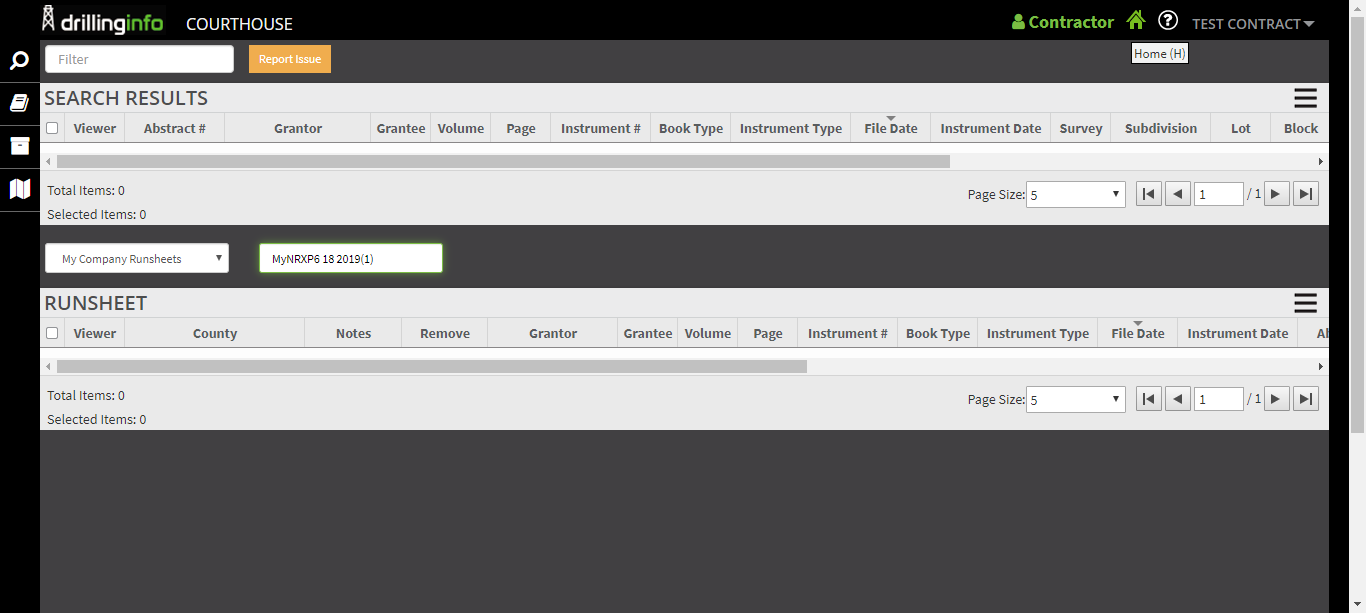 drillinginfo COURTHOUSE Contractor ? TEST CONTRACT
Filter Report Issue Home (H)
SEARCH RESULTS
Viewer Abstract # Grantor Grantee Volume Page Instrument # Book Type Instrument Type File Date Instrument Date Survey Subdivision Lot Block
Total Items: 0
Page Size: 5 1 / 1
Selected Items: 0
My Company Runsheets MyNRXP6 18 2019(1)
RUNSHEET
Viewer County Notes Remove Grantor Grantee Volume Page Instrument # Book Type Instrument Type File Date Instrument Date
Total Items: 0
Page Size: 5 1 / 1
Selected Items: 0